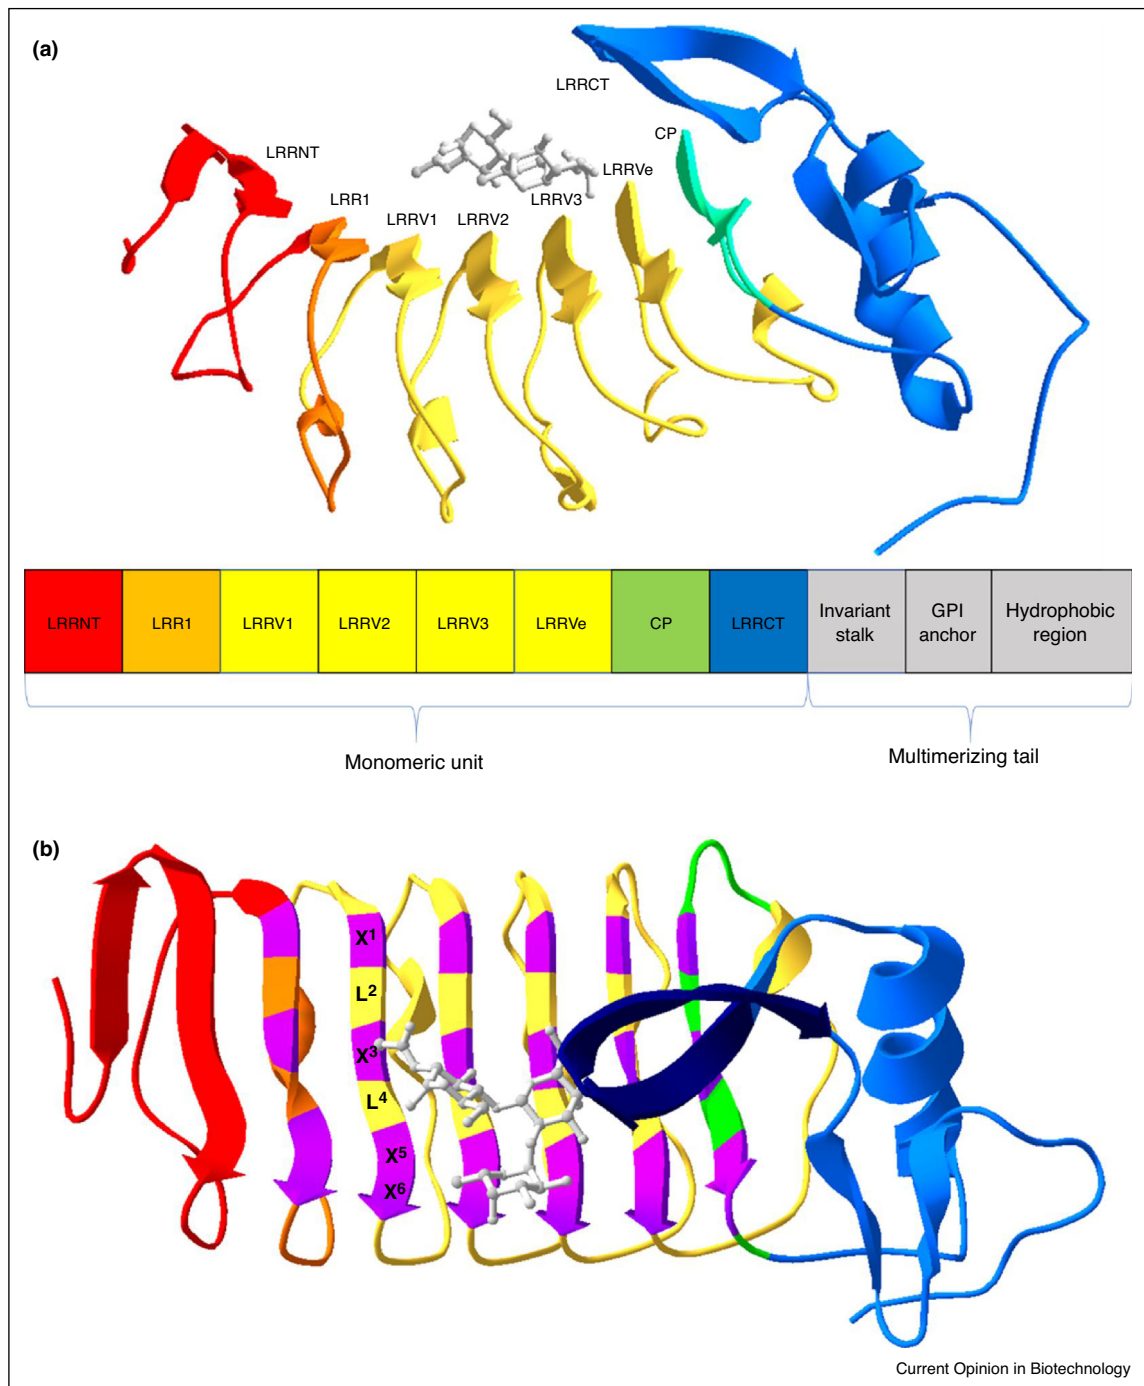 (a)
LRRCT
CP
LRRNT
LRRVe
LRR1
LRRV3
LRRV1
LRRV2
LRRNT
LRR1
LRRV1
LRRV2
LRRV3
LRRVe
CP
LRRCT
Invariant
stalk
GPI
anchor
Hydrophobic
region
Monomeric unit
Multimerizing tail
(b)
X¹
L²
X³
L⁴
X⁵
X⁶
Current Opinion in Biotechnology